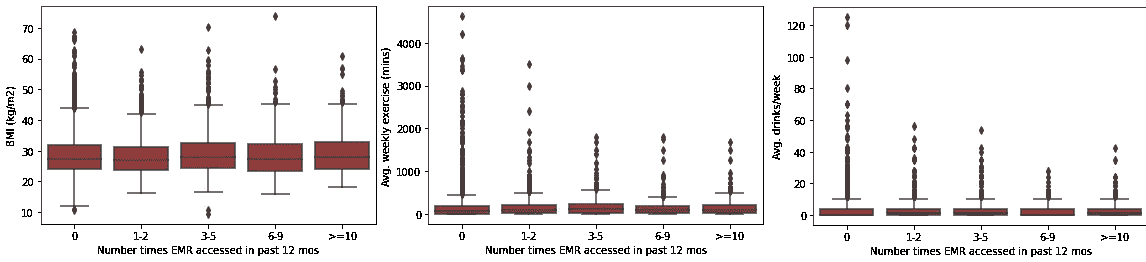 BMI (kg/m2)
70
60
50
40
30
20
10
0 1-2 3-5 6-9 >=10
Number times EMR accessed in past 12 mos
Avg. weekly exercise (mins)
4000
3000
2000
1000
0
0 1-2 3-5 6-9 >=10
Number times EMR accessed in past 12 mos
Avg. drinks/week
120
100
80
60
40
20
0
0 1-2 3-5 6-9 >=10
Number times EMR accessed in past 12 mos